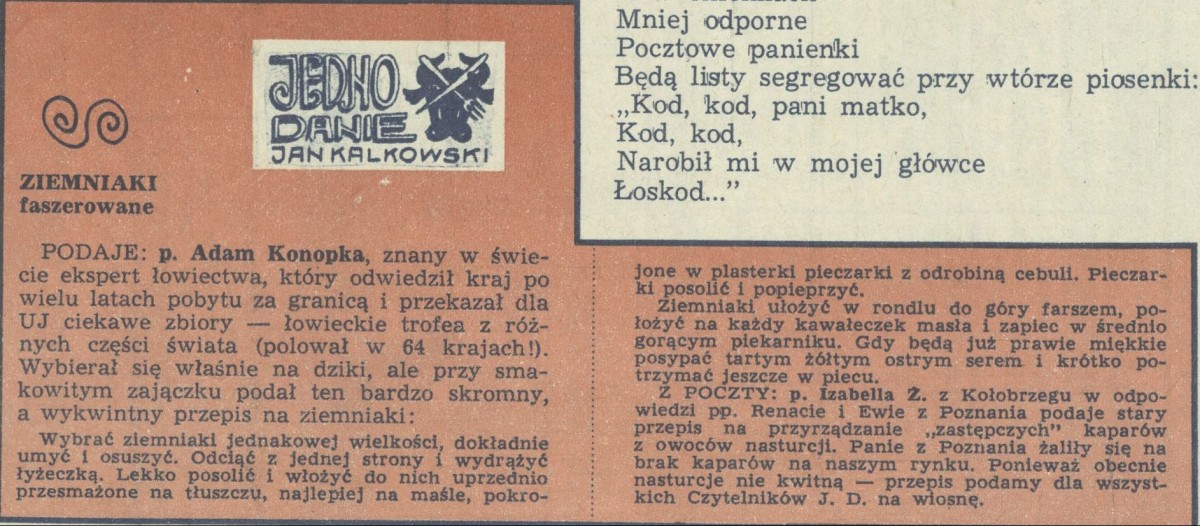 JEDNO
DANIE
JAN KALKOWSKI
ZIEMNIAKI
faszerowane
PODAJE: p. Adam Konopka, znany w świe-
cie ekspert łowiectwa, który odwiedził kraj po
wielu latach pobytu za granicą i przekazał dla
UJ ciekawe zbiory — łowieckie trofea z róż-
nych części świata (polował w 64 krajach!).
Wybierał się właśnie na dziki, ale przy sma-
kowitym zajączku podał ten bardzo skromny,
a wykwintny przepis na ziemniaki:
Wybrać ziemniaki jednakowej wielkości, dokładnie
umyć i osuszyć. Odciąć z jednej strony i wydrążyć
łyżeczką. Lekko posolić i włożyć do nich uprzednio
przesmażone na tłuszczu, najlepiej na maśle, pokro-
jone w plasterki pieczarki z odrobiną cebuli. Pieczar-
ki posolić i popieprzyć.
Ziemniaki ułożyć w rondlu do góry farszem, po-
łożyć na każdy kawałeczek masła i zapiec w średnio
gorącym piekarniku. Gdy będą już prawie miękkie
posypać tartym żółtym ostrym serem i krótko po-
trzymać jeszcze w piecu.
Z POCZTY: p. Izabella Ż. z Kołobrzegu w odpo-
wiedzi pp. Renacie i Ewie z Poznania podaje stary
przepis na przyrządzanie „zastępczych” kaparów
z owoców nasturcji. Panie z Poznania żaliły się na
brak kaparów na naszym rynku. Ponieważ obecnie
nasturcje nie kwitną — przepis podamy dla wszyst-
kich Czytelników J. D. na wiosnę.
Mniej odporne
Pocztowe panienki
Będą listy segregować przy wtórze piosenki:
„Kod, kod, pani matko,
Kod, kod,
Narobił mi w mojej główce
Łoskod...”